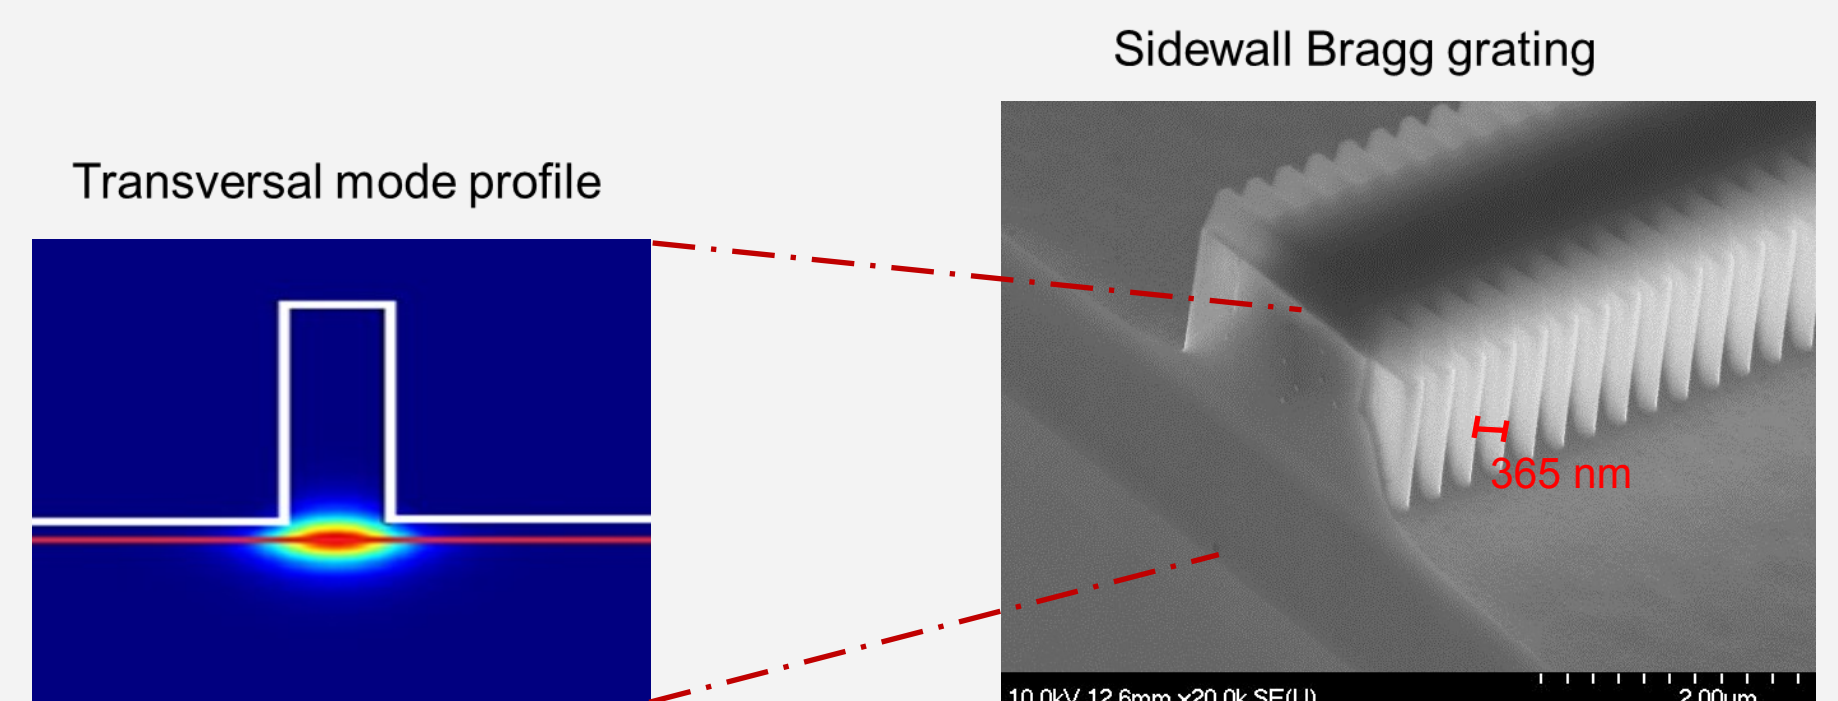 Sidewall Bragg grating
Transversal mode profile
365 nm
10.0kV 12.6mm x20.0k SE(U) 2.00um